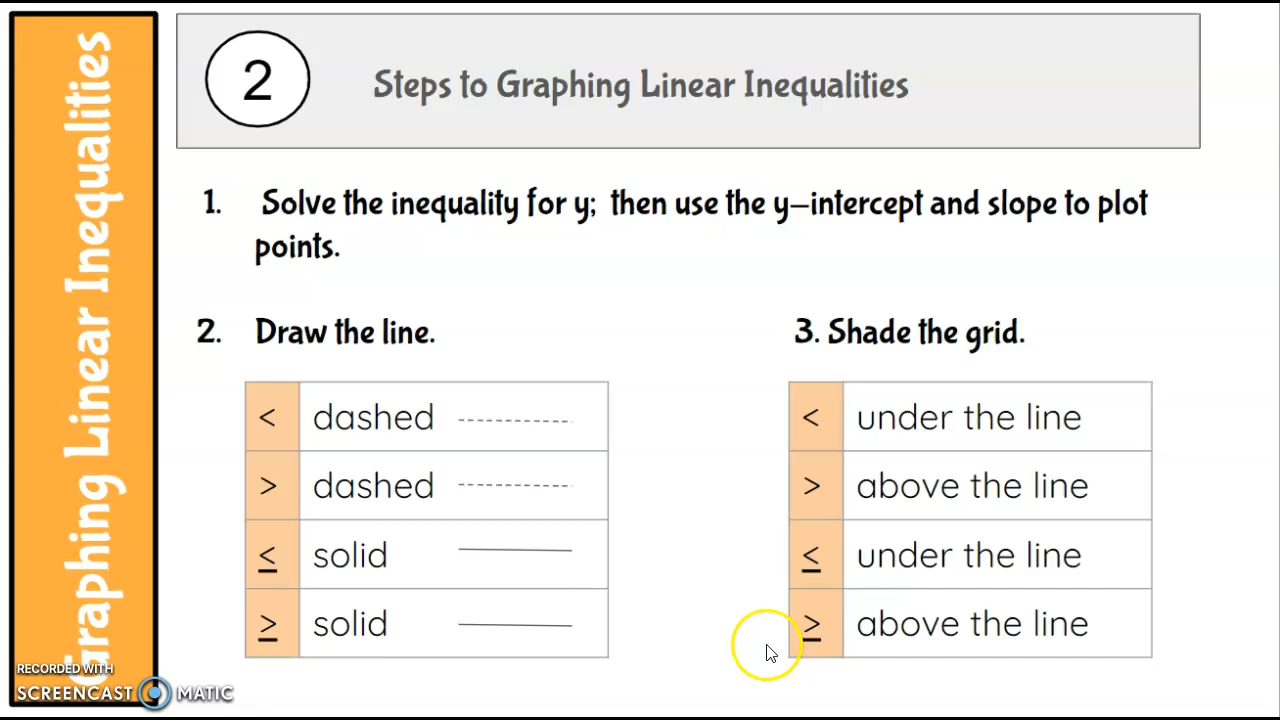 Graphing Linear Inequalities
2
Steps to Graphing Linear Inequalities
1. Solve the inequality for y; then use the y-intercept and slope to plot
points.
2. Draw the line.
< dashed
> dashed
≤ solid
≥ solid
3. Shade the grid.
< under the line
> above the line
≤ under the line
≥ above the line
RECORDED WITH
SCREENCAST MATIC